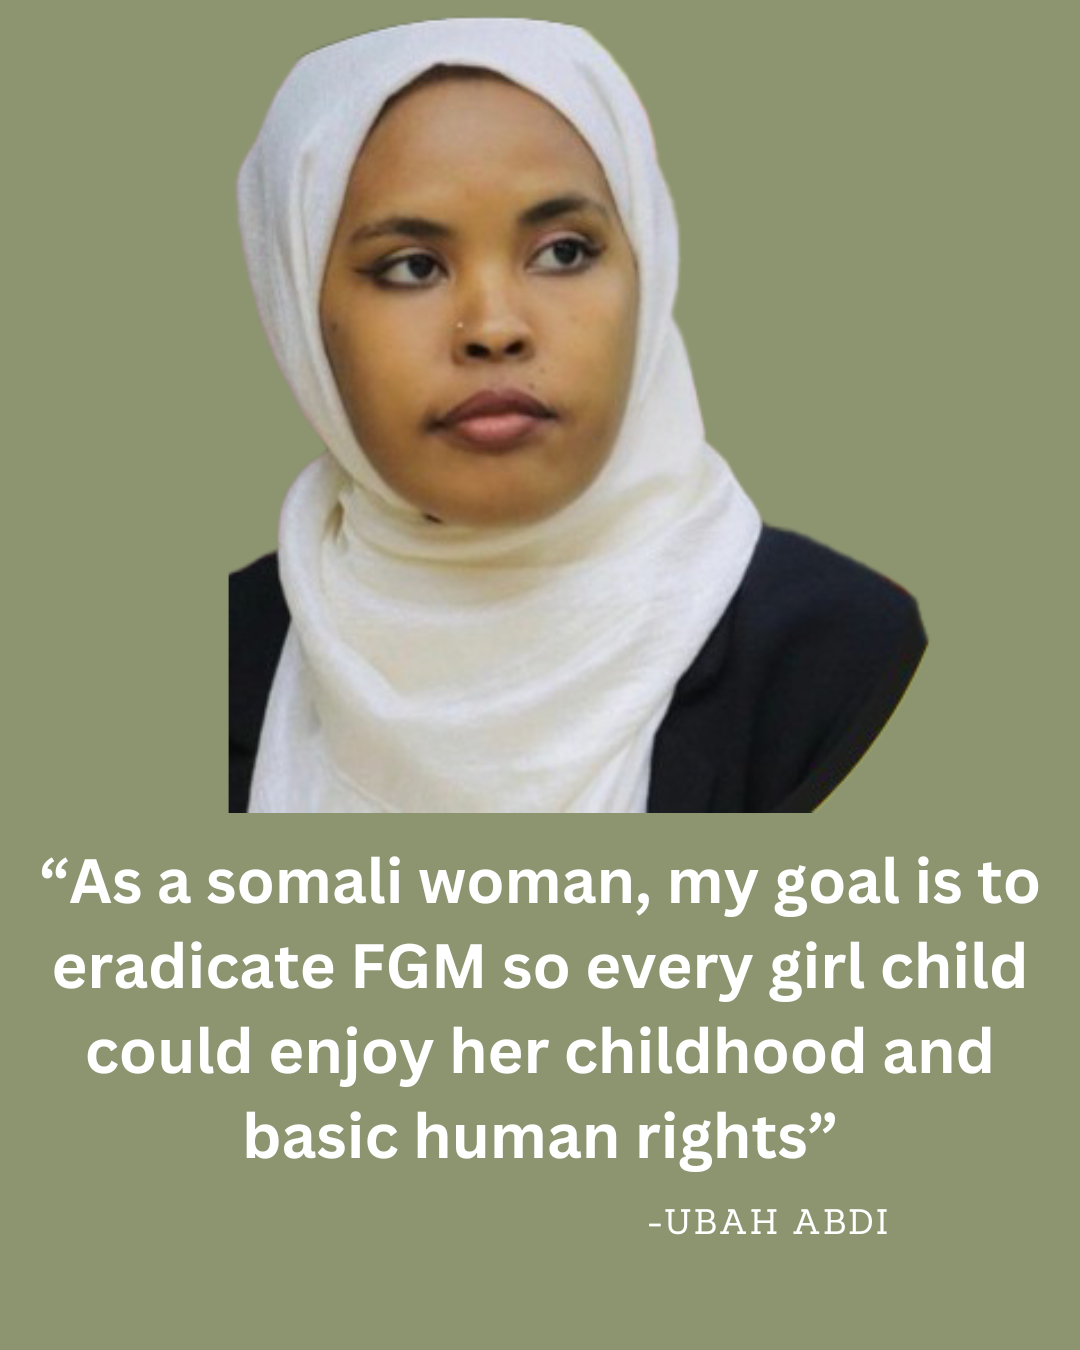 “As a somali woman, my goal is to
eradicate FGM so every girl child
could enjoy her childhood and
basic human rights”
-UBAH ABDI